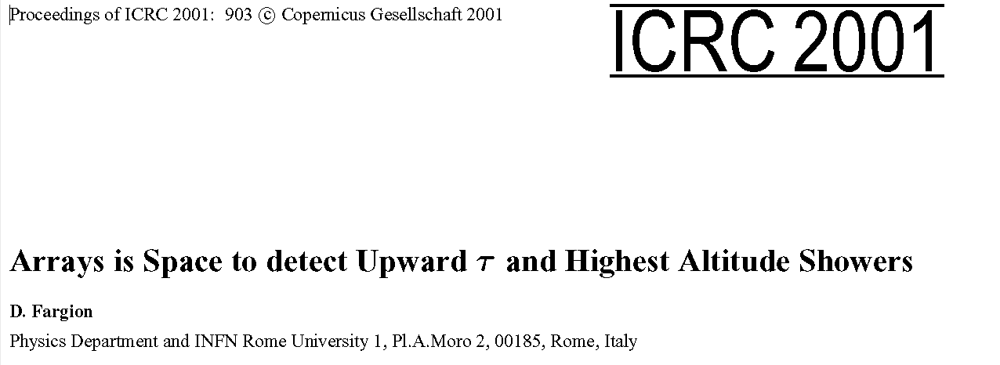 Proceedings of ICRC 2001: 903 © Copernicus Gesellschaft 2001
ICRC 2001
Arrays is Space to detect Upward τ and Highest Altitude Showers
D. Fargion
Physics Department and INFN Rome University 1, Pl.A.Moro 2, 00185, Rome, Italy